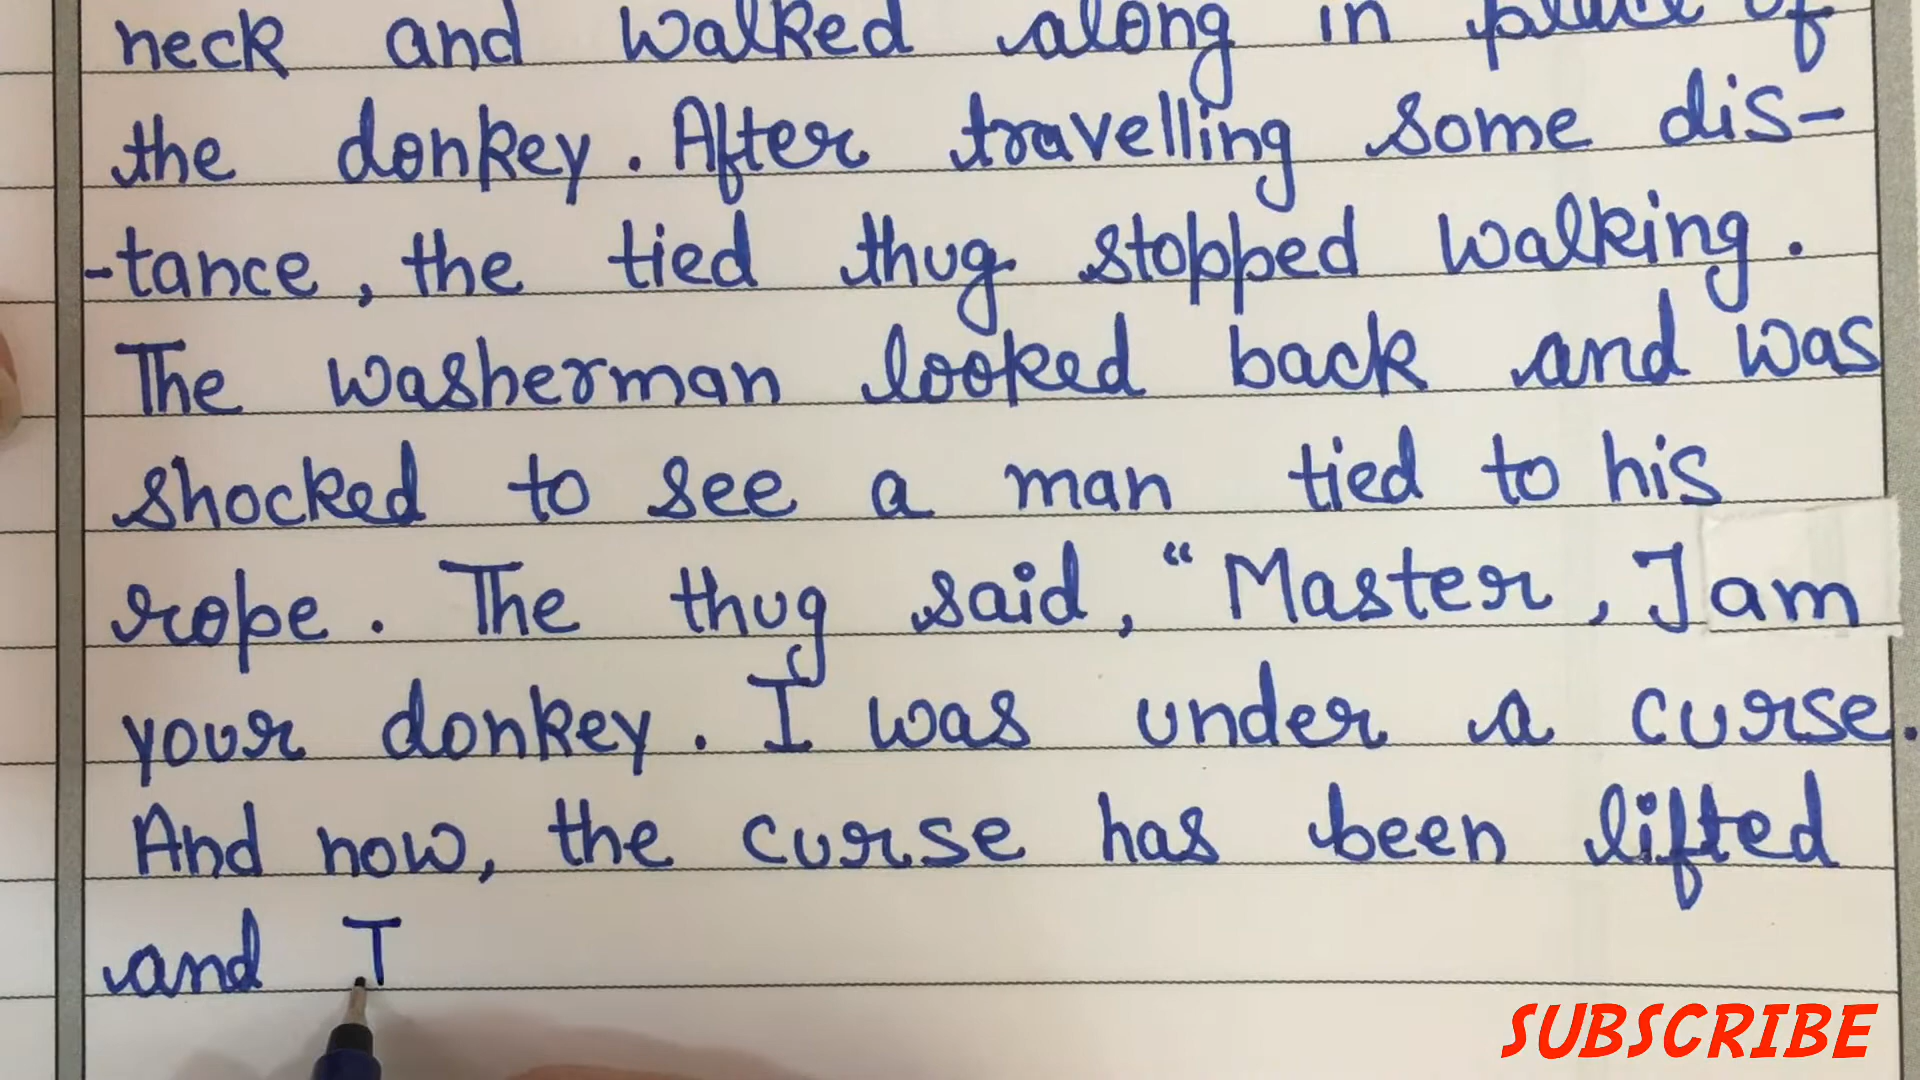 neck and walked along in place of
the donkey. After travelling some dis-
-tance, the tied thug stopped walking.
The washerman looked back and was
shocked to see a man tied to his
rope. The thug said, "Master, I am
your donkey. I was under a curse.
And now, the curse has been lifted
and I
SUBSCRIBE